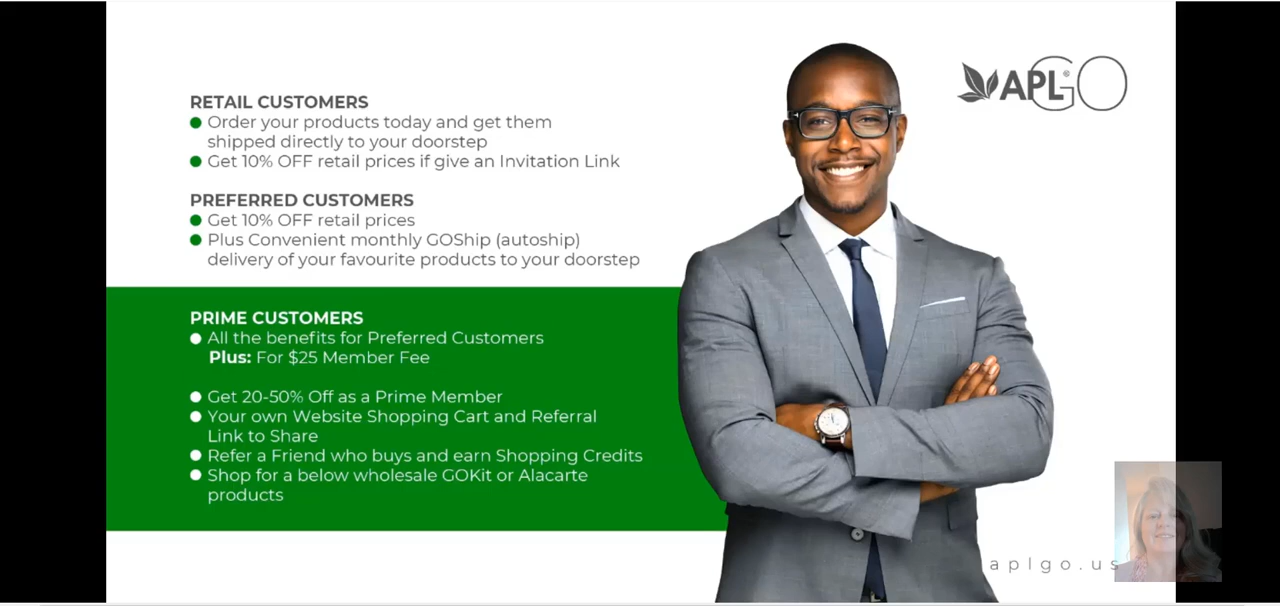 RETAIL CUSTOMERS
Order your products today and get them
shipped directly to your doorstep
Get 10% OFF retail prices if give an Invitation Link
PREFERRED CUSTOMERS
Get 10% OFF retail prices
Plus Convenient monthly GOShip (autoship)
delivery of your favourite products to your doorstep
PRIME CUSTOMERS
All the benefits for Preferred Customers
Plus: For $25 Member Fee
Get 20-50% Off as a Prime Member
Your own Website Shopping Cart and Referral
Link to Share
Refer a Friend who buys and earn Shopping Credits
Shop for a below wholesale GOKit or Alacarte
products
APL® GO
aplgo.us